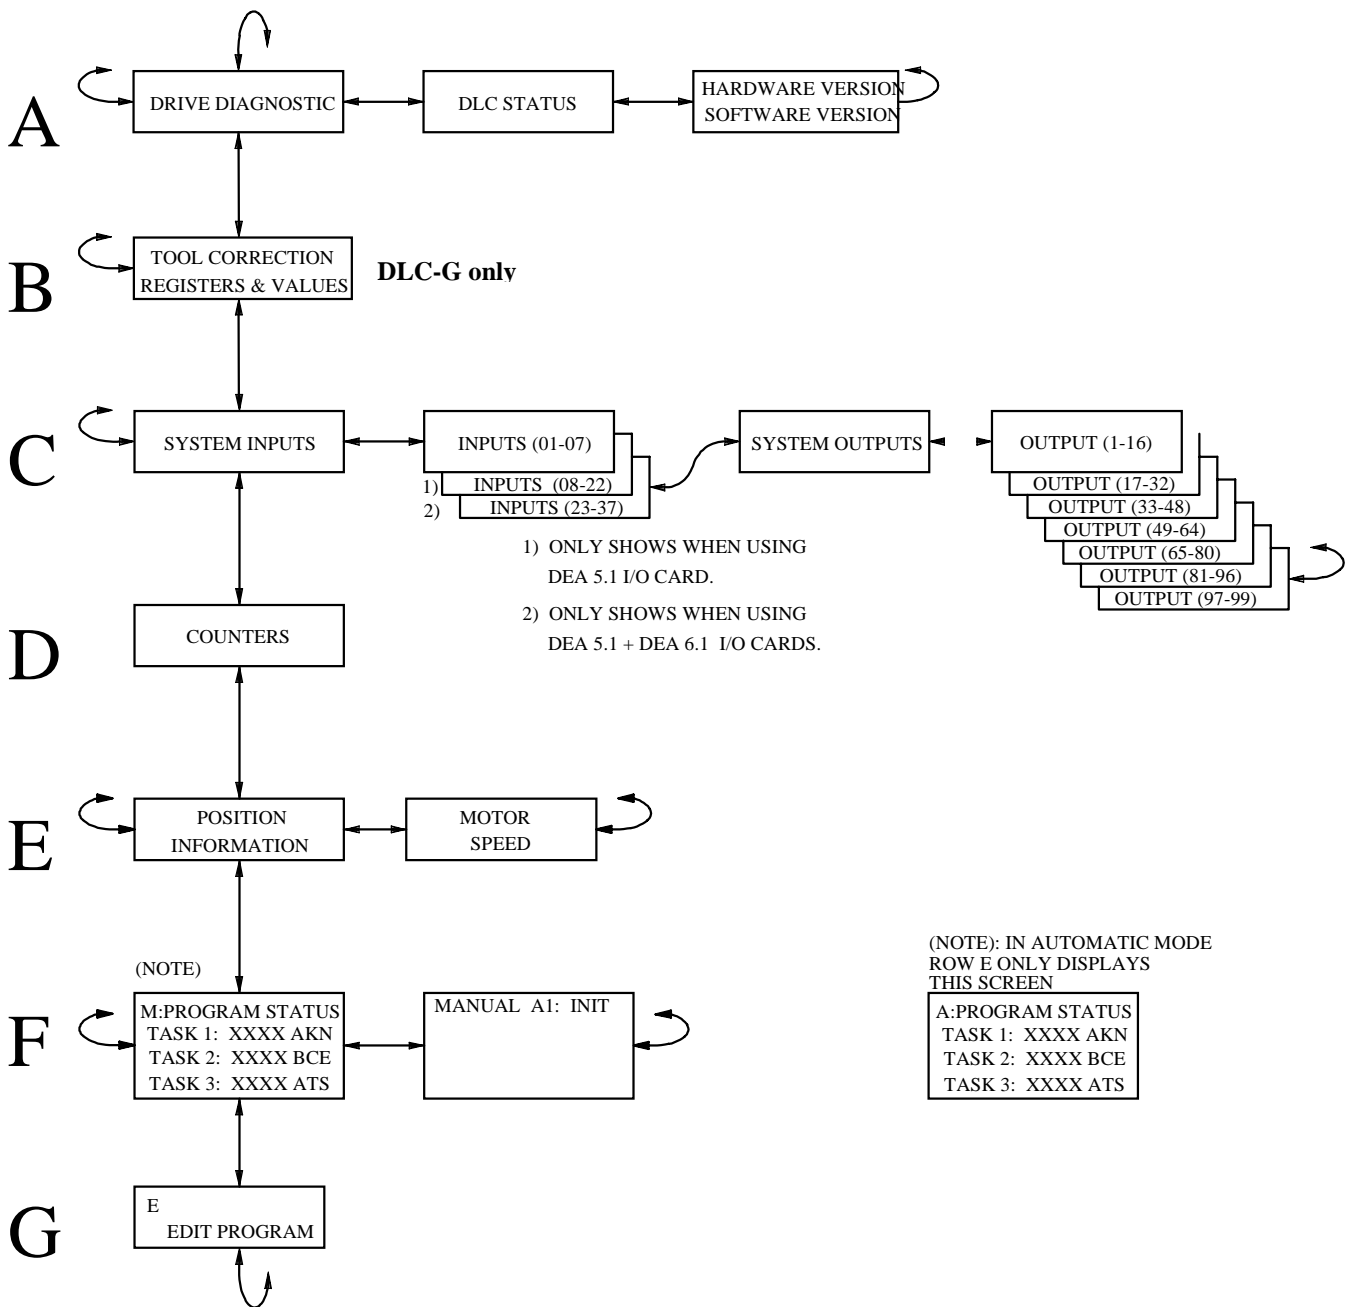 A
DRIVE DIAGNOSTIC
DLC STATUS
HARDWARE VERSION
SOFTWARE VERSION
B
TOOL CORRECTION
REGISTERS & VALUES
DLC-G only
C
SYSTEM INPUTS
INPUTS (01-07)
1) INPUTS (08-22)
2) INPUTS (23-37)
SYSTEM OUTPUTS
OUTPUT (1-16)
OUTPUT (17-32)
OUTPUT (33-48)
OUTPUT (49-64)
OUTPUT (65-80)
OUTPUT (81-96)
OUTPUT (97-99)
1) ONLY SHOWS WHEN USING
DEA 5.1 I/O CARD.
2) ONLY SHOWS WHEN USING
DEA 5.1 + DEA 6.1 I/O CARDS.
D
COUNTERS
E
POSITION
INFORMATION
MOTOR
SPEED
F
(NOTE)
M:PROGRAM STATUS
TASK 1: XXXX AKN
TASK 2: XXXX BCE
TASK 3: XXXX ATS
MANUAL A1: INIT
(NOTE): IN AUTOMATIC MODE
ROW E ONLY DISPLAYS
THIS SCREEN
A:PROGRAM STATUS
TASK 1: XXXX AKN
TASK 2: XXXX BCE
TASK 3: XXXX ATS
G
E
EDIT PROGRAM